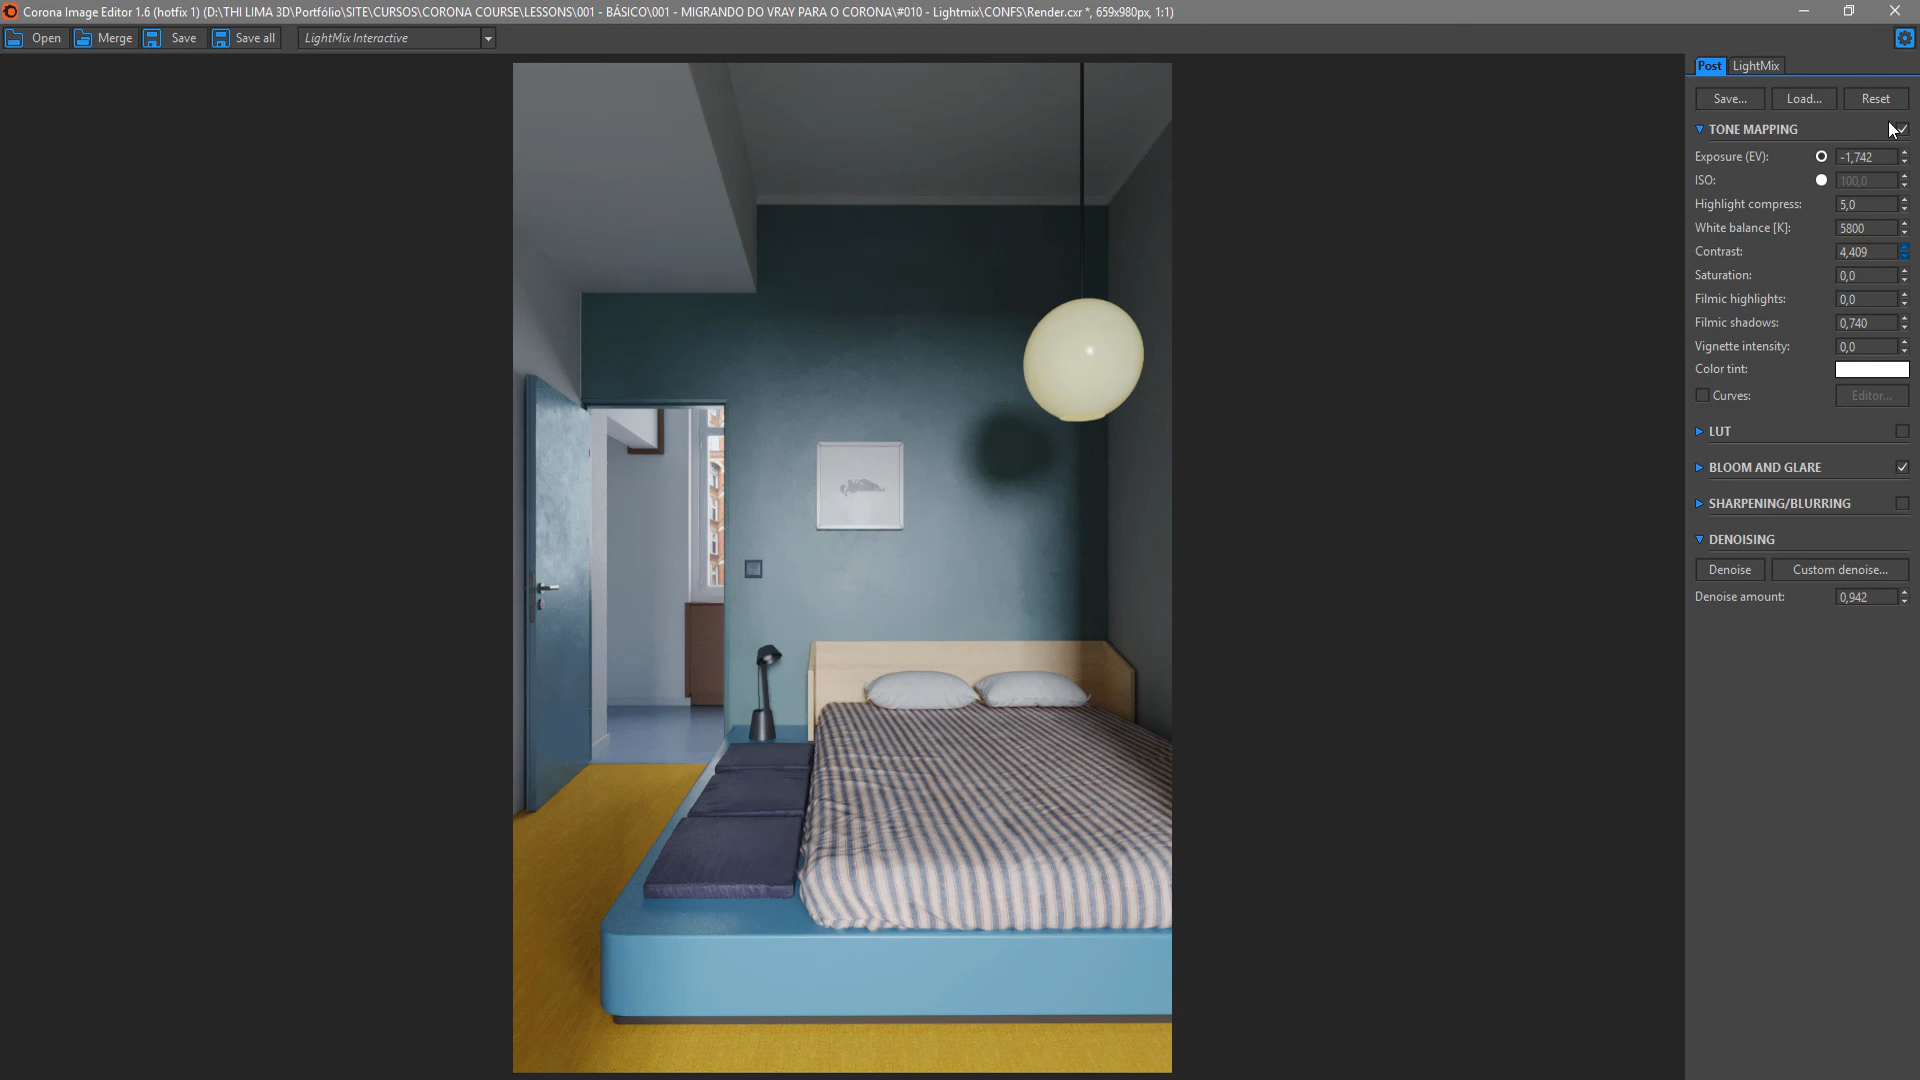 Corona Image Editor 1.6 (hotfix 1) (D:\THI LIMA 3D\Portfólio\SITE\CURSOS\CORONA COURSE\LESSONS\001 - BÁSICO\001 - MIGRANDO DO VRAY PARA O CORONA\#010 - Lightmix\CONFS\Render.cxr *, 659x980px, 1:1)
Open Merge Save Save all LightMix Interactive
Post LightMix
Save... Load... Reset
TONE MAPPING
Exposure (EV): -1,742
ISO: 100,0
Highlight compress: 5,0
White balance [K]: 5800
Contrast: 4,409
Saturation: 0,0
Filmic highlights: 0,0
Filmic shadows: 0,740
Vignette intensity: 0,0
Color tint:
Curves: Editor...
LUT
BLOOM AND GLARE
SHARPENING/BLURRING
DENOISING
Denoise Custom denoise...
Denoise amount: 0,942